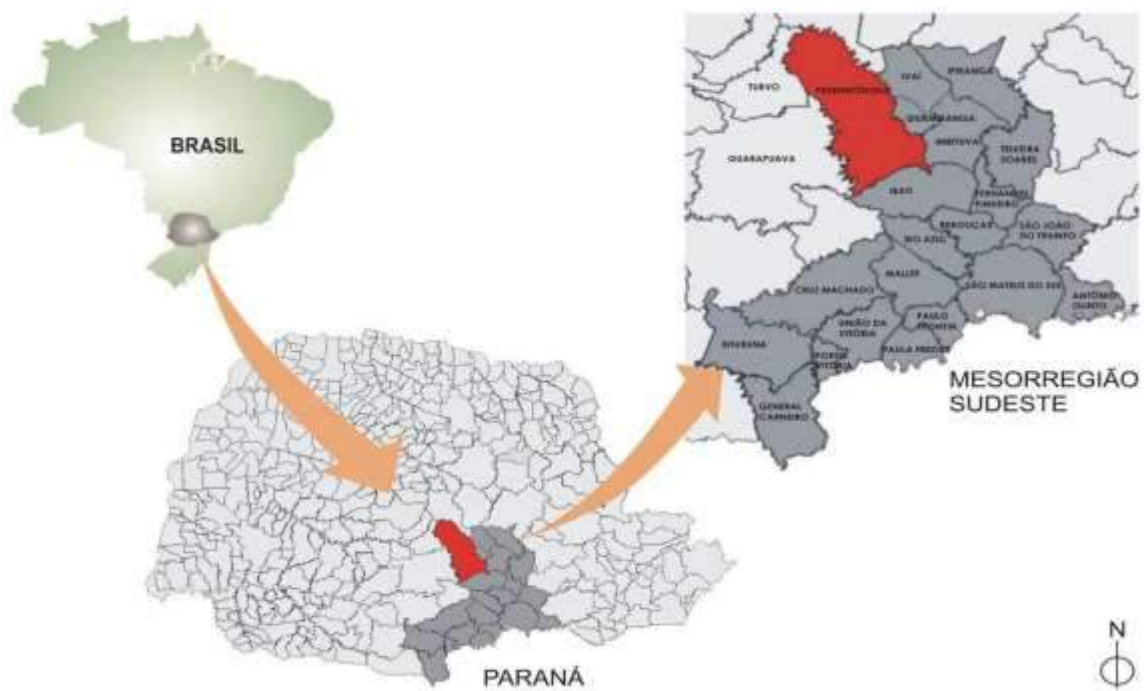 BRASIL
IVAÍ
IPIRANGA
TURVO
PRUDENTÓPOLIS
GUAMIRANGA
IMBITUVA
TEIXEIRA
SOARES
GUARAPUAVA
IRATI
FERNANDES
PINHEIRO
REBOUÇAS
SÃO JOÃO
DO TRIUNFO
RIO AZUL
MALLET
CRUZ MACHADO
SÃO MATEUS DO SUL
ANTÔNIO
OLINTO
PAULO
FRONTIN
UNIÃO DA
VITÓRIA
BITURUNA
PAULA FREITAS
PORTO
VITÓRIA
GENERAL
CARNEIRO
MESORREGIÃO
SUDESTE
PARANÁ
N